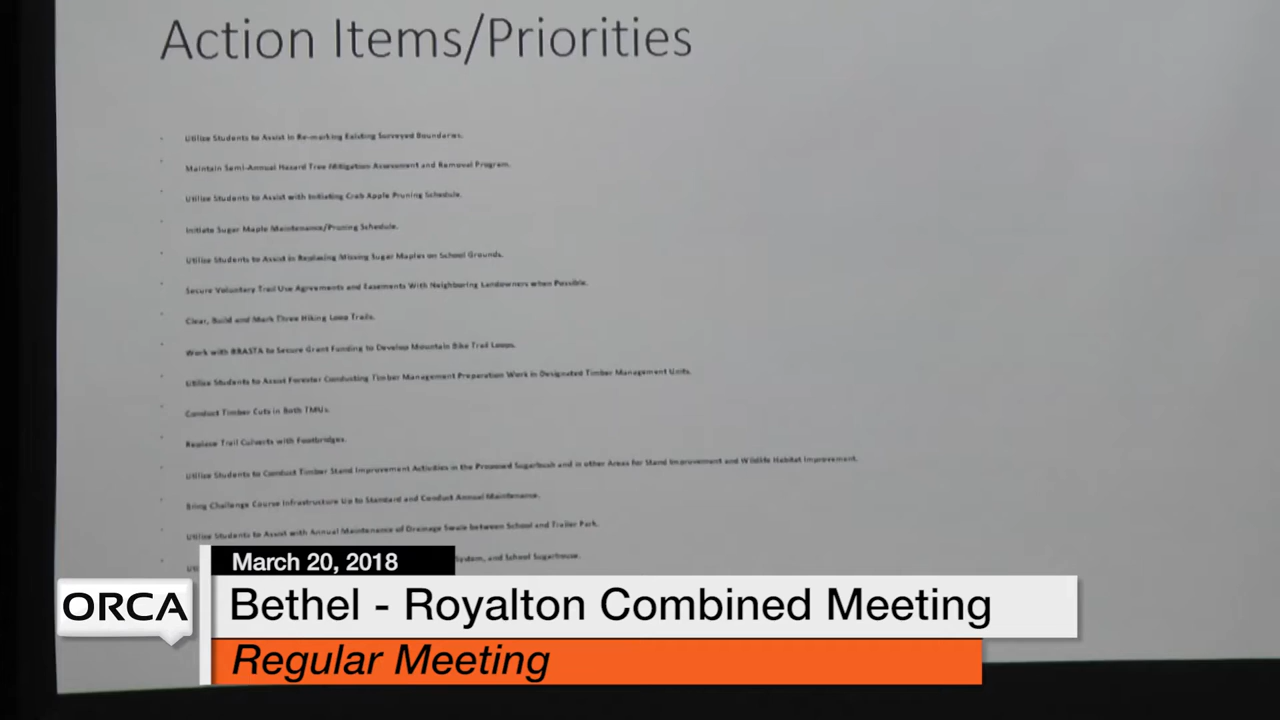 Action Items/Priorities
Utilize Students to Assist in Re-marking Existing Surveyed Boundaries.
Maintain Semi-Annual Hazard Tree Mitigation Assessment and Removal Program.
Utilize Students to Assist with Initiating Crab Apple Pruning Schedule.
Initiate Sugar Maple Maintenance/Pruning Schedule.
Utilize Students to Assist in Replacing Missing Sugar Maples on School Grounds.
Secure Voluntary Trail Use Agreements and Easements With Neighboring Landowners when Possible.
Clear, Build and Mark Three Hiking Loop Trails.
Work with BRASTA to Secure Grant Funding to Develop Mountain Bike Trail Loops.
Utilize Students to Assist Forester Conducting Timber Management Preparation Work in Designated Timber Management Units.
Conduct Timber Cuts in Both TMUs.
Replace Trail Culverts with Footbridges.
Utilize Students to Conduct Timber Stand Improvement Activities in the Proposed Sugarbush and in other Areas for Stand Improvement and Wildlife Habitat Improvement.
Bring Challenge Course Infrastructure Up to Standard and Conduct Annual Maintenance.
Utilize Students to Assist with Annual Maintenance of Drainage Swale between School and Trailer Park.
System, and School Sugarhouse.
March 20, 2018
ORCA
Bethel - Royalton Combined Meeting
Regular Meeting